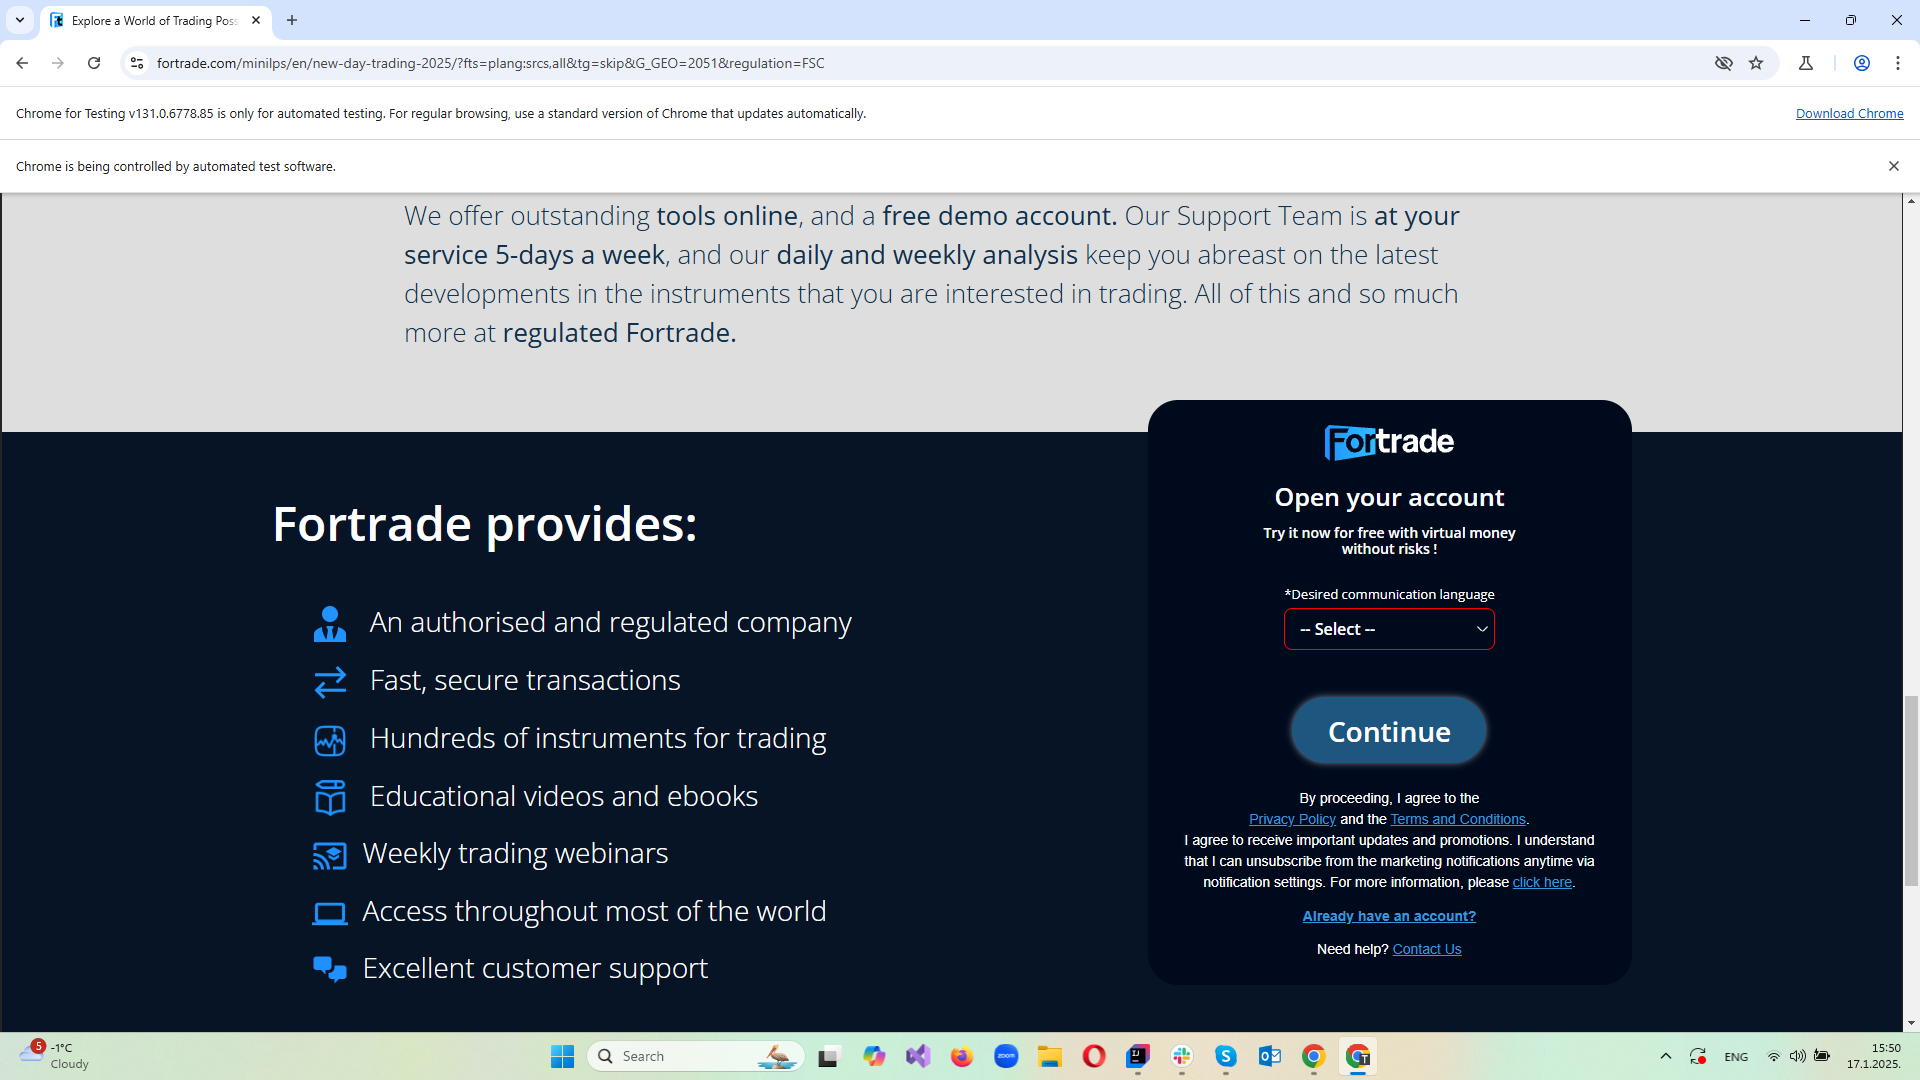 Explore a World of Trading Poss
fortrade.com/minilps/en/new-day-trading-2025/?fts=plang:srcs,all&tg=skip&G_GEO=2051&regulation=FSC
Chrome for Testing v131.0.6778.85 is only for automated testing. For regular browsing, use a standard version of Chrome that updates automatically.
Download Chrome
Chrome is being controlled by automated test software.
We offer outstanding tools online, and a free demo account. Our Support Team is at your
service 5-days a week, and our daily and weekly analysis keep you abreast on the latest
developments in the instruments that you are interested in trading. All of this and so much
more at regulated Fortrade.
Fortrade provides:
An authorised and regulated company
Fast, secure transactions
Hundreds of instruments for trading
Educational videos and ebooks
Weekly trading webinars
Access throughout most of the world
Excellent customer support
Fortrade
Open your account
Try it now for free with virtual money
without risks !
*Desired communication language
-- Select --
Continue
By proceeding, I agree to the
Privacy Policy and the Terms and Conditions.
I agree to receive important updates and promotions. I understand
that I can unsubscribe from the marketing notifications anytime via
notification settings. For more information, please click here.
Already have an account?
Need help? Contact Us
5
-1°C
Cloudy
Search
zoom
ENG
15:50
17.1.2025.